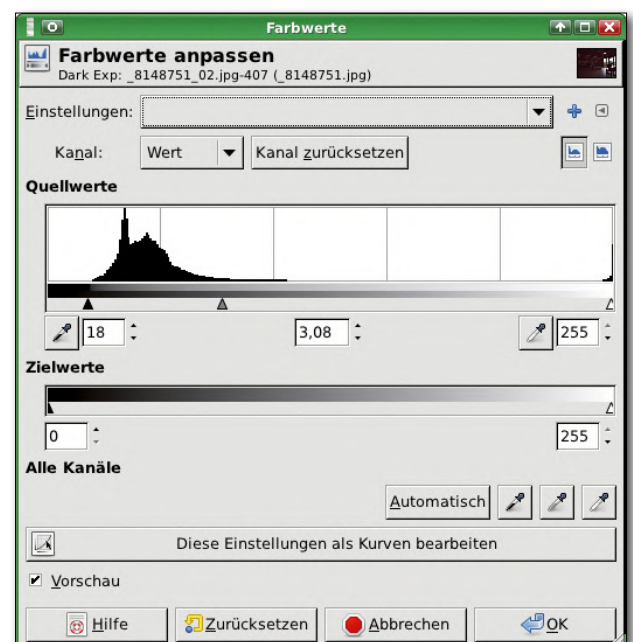 Farbwerte
Farbwerte anpassen
Dark Exp: _8148751_02.jpg-407 (_8148751.jpg)
Einstellungen:
Kanal: Wert Kanal zurücksetzen
Quellwerte
18 3,08 255
Zielwerte
0 255
Alle Kanäle
Automatisch
Diese Einstellungen als Kurven bearbeiten
Vorschau
Hilfe Zurücksetzen Abbrechen OK